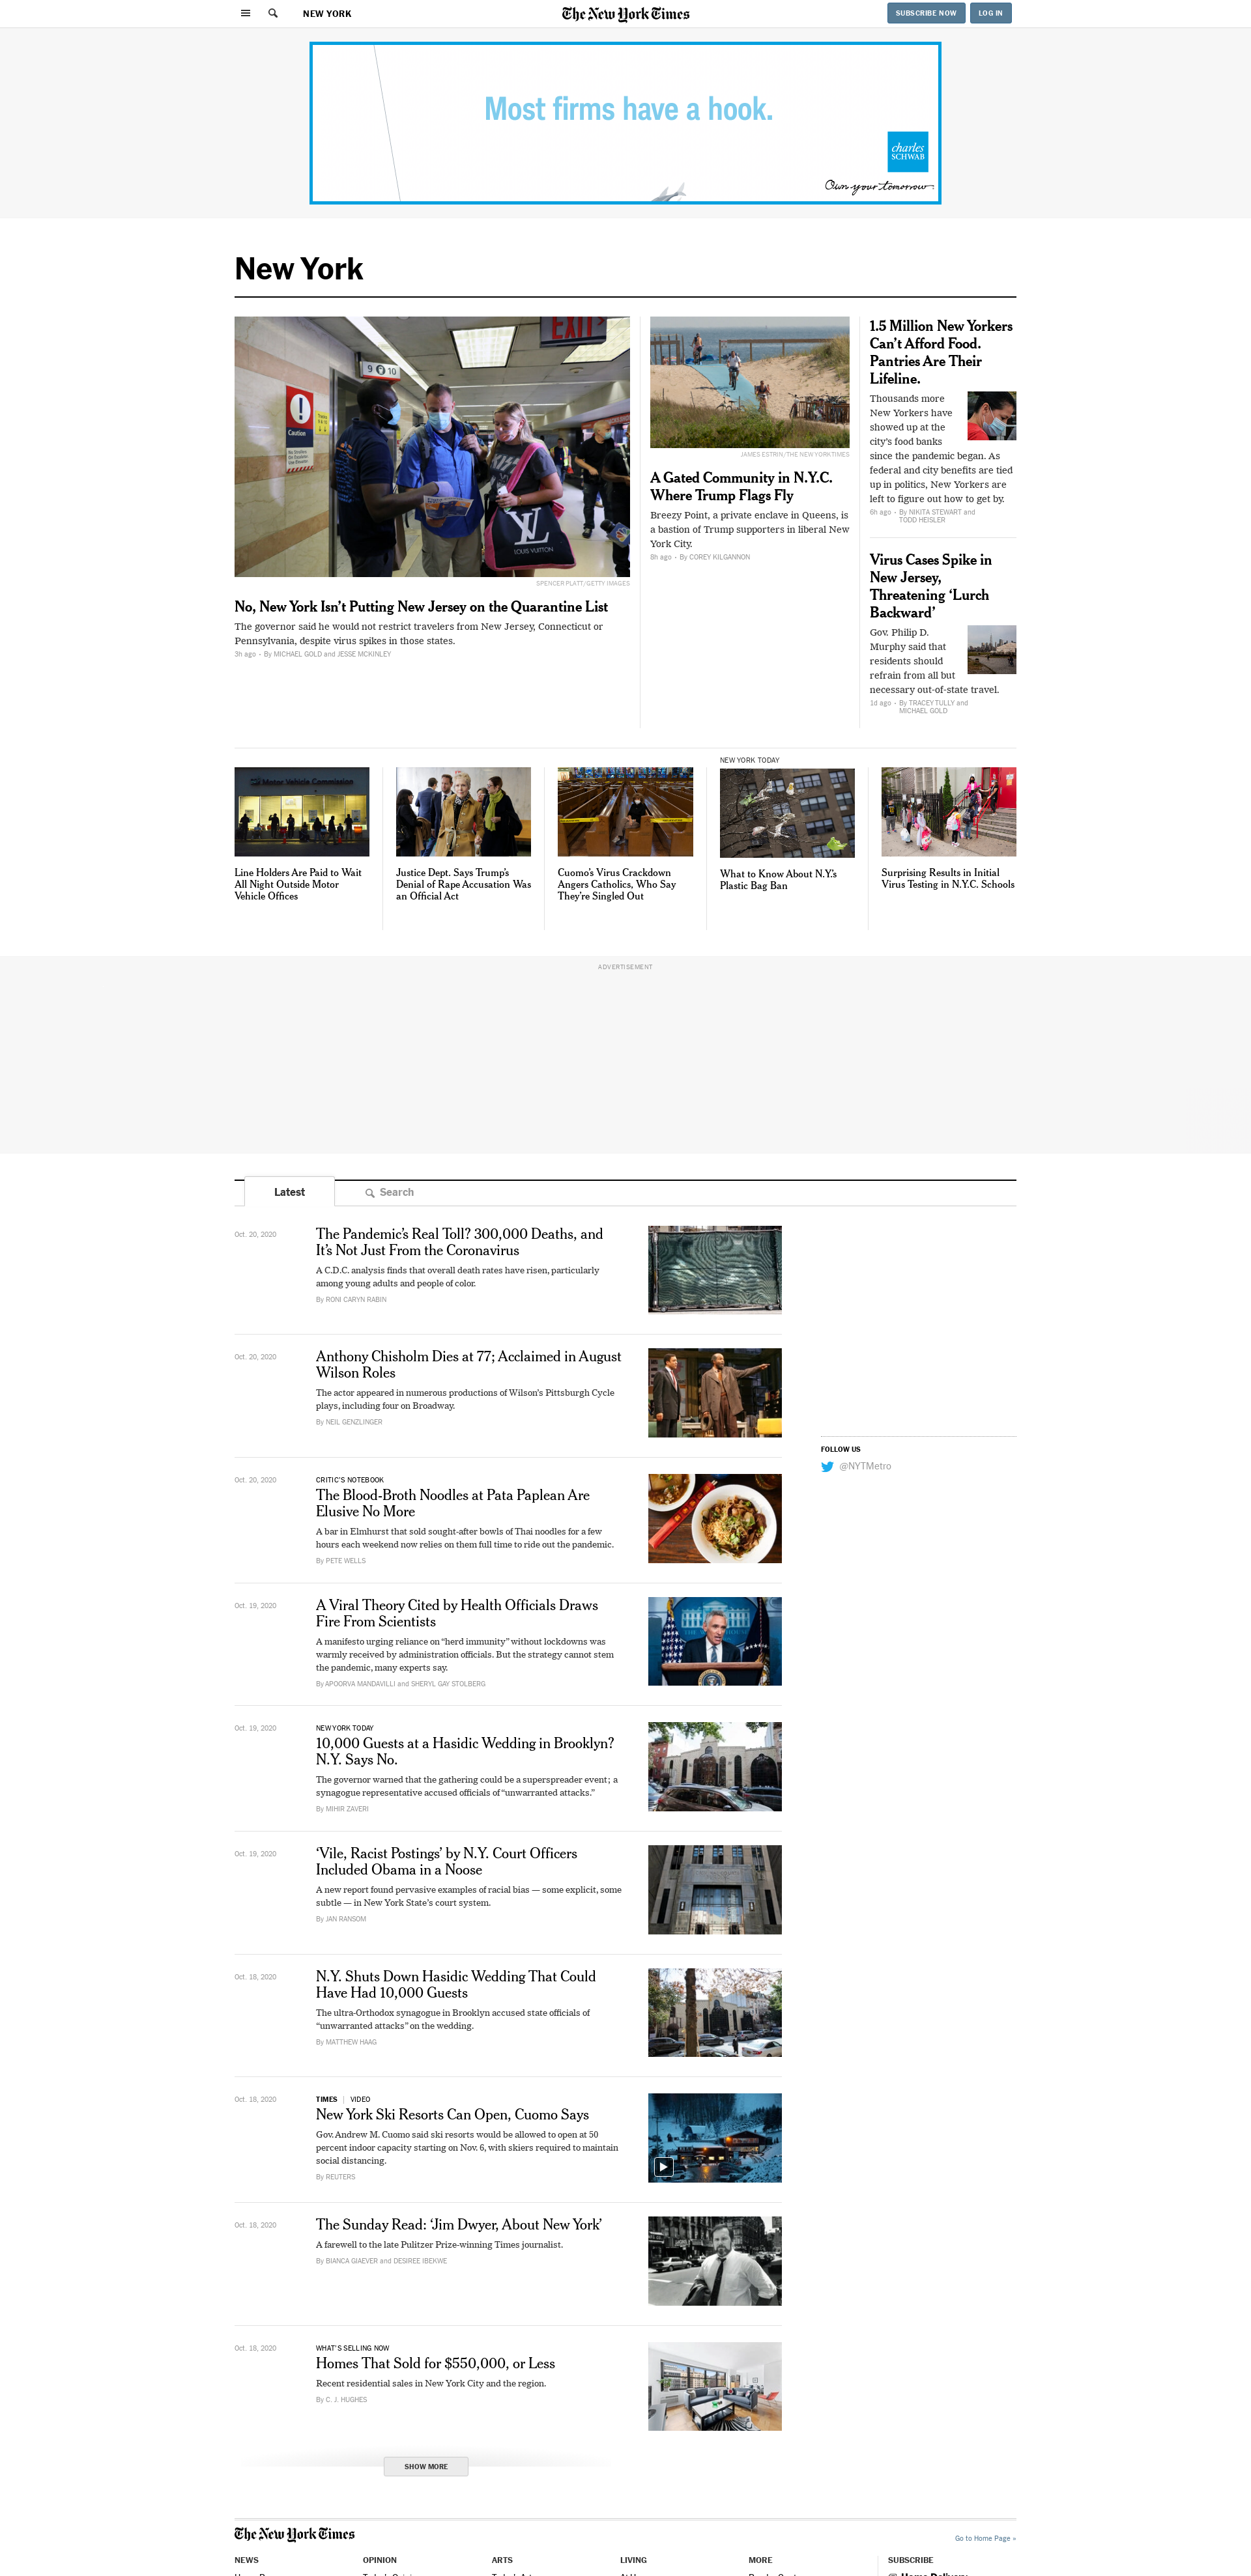 NEW YORK
The New York Times
SUBSCRIBE NOW
LOG IN
Most firms have a hook.
charles
SCHWAB
Own your tomorrow
New York
EXIT
9 10
Caution
LOUIS VUITTON
SPENCER PLATT/GETTY IMAGES
No, New York Isn’t Putting New Jersey on the Quarantine List
The governor said he would not restrict travelers from New Jersey, Connecticut or
Pennsylvania, despite virus spikes in those states.
3h ago • By MICHAEL GOLD and JESSE MCKINLEY
JAMES ESTRIN/THE NEW YORK TIMES
A Gated Community in N.Y.C.
Where Trump Flags Fly
Breezy Point, a private enclave in Queens, is
a bastion of Trump supporters in liberal New
York City.
8h ago • By COREY KILGANNON
1.5 Million New Yorkers
Can’t Afford Food.
Pantries Are Their
Lifeline.
Thousands more
New Yorkers have
showed up at the
city’s food banks
since the pandemic began. As
federal and city benefits are tied
up in politics, New Yorkers are
left to figure out how to get by.
6h ago • By NIKITA STEWART and
TODD HEISLER
Virus Cases Spike in
New Jersey,
Threatening ‘Lurch
Backward’
Gov. Philip D.
Murphy said that
residents should
refrain from all but
necessary out-of-state travel.
1d ago • By TRACEY TULLY and
MICHAEL GOLD
Motor Vehicle Commission
Line Holders Are Paid to Wait
All Night Outside Motor
Vehicle Offices
Justice Dept. Says Trump’s
Denial of Rape Accusation Was
an Official Act
Cuomo’s Virus Crackdown
Angers Catholics, Who Say
They’re Singled Out
NEW YORK TODAY
What to Know About N.Y.’s
Plastic Bag Ban
Surprising Results in Initial
Virus Testing in N.Y.C. Schools
ADVERTISEMENT
Latest
Search
Oct. 20, 2020
The Pandemic’s Real Toll? 300,000 Deaths, and
It’s Not Just From the Coronavirus
A C.D.C. analysis finds that overall death rates have risen, particularly
among young adults and people of color.
By RONI CARYN RABIN
Oct. 20, 2020
Anthony Chisholm Dies at 77; Acclaimed in August
Wilson Roles
The actor appeared in numerous productions of Wilson’s Pittsburgh Cycle
plays, including four on Broadway.
By NEIL GENZLINGER
FOLLOW US
@NYTMetro
Oct. 20, 2020
CRITIC’S NOTEBOOK
The Blood-Broth Noodles at Pata Paplean Are
Elusive No More
A bar in Elmhurst that sold sought-after bowls of Thai noodles for a few
hours each weekend now relies on them full time to ride out the pandemic.
By PETE WELLS
Oct. 19, 2020
A Viral Theory Cited by Health Officials Draws
Fire From Scientists
A manifesto urging reliance on “herd immunity” without lockdowns was
warmly received by administration officials. But the strategy cannot stem
the pandemic, many experts say.
By APOORVA MANDAVILLI and SHERYL GAY STOLBERG
Oct. 19, 2020
NEW YORK TODAY
10,000 Guests at a Hasidic Wedding in Brooklyn?
N.Y. Says No.
The governor warned that the gathering could be a superspreader event; a
synagogue representative accused officials of “unwarranted attacks.”
By MIHIR ZAVERI
Oct. 19, 2020
‘Vile, Racist Postings’ by N.Y. Court Officers
Included Obama in a Noose
A new report found pervasive examples of racial bias — some explicit, some
subtle — in New York State’s court system.
By JAN RANSOM
Oct. 18, 2020
N.Y. Shuts Down Hasidic Wedding That Could
Have Had 10,000 Guests
The ultra-Orthodox synagogue in Brooklyn accused state officials of
“unwarranted attacks” on the wedding.
By MATTHEW HAAG
Oct. 18, 2020
TIMES | VIDEO
New York Ski Resorts Can Open, Cuomo Says
Gov. Andrew M. Cuomo said ski resorts would be allowed to open at 50
percent indoor capacity starting on Nov. 6, with skiers required to maintain
social distancing.
By REUTERS
Oct. 18, 2020
The Sunday Read: ‘Jim Dwyer, About New York’
A farewell to the late Pulitzer Prize-winning Times journalist.
By BIANCA GIAEVER and DESIREE IBEKWE
Oct. 18, 2020
WHAT’S SELLING NOW
Homes That Sold for $550,000, or Less
Recent residential sales in New York City and the region.
By C. J. HUGHES
SHOW MORE
The New York Times
Go to Home Page »
NEWS
OPINION
ARTS
LIVING
MORE
SUBSCRIBE